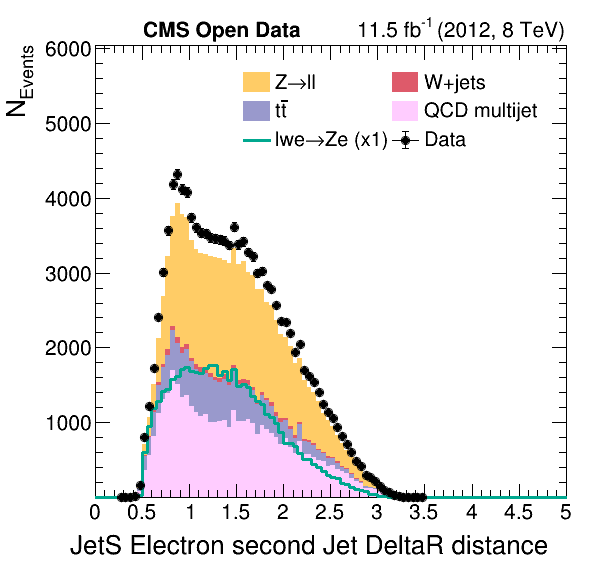 CMS Open Data 11.5 fb⁻¹ (2012, 8 TeV)
N_Events
6000
5000
4000
3000
2000
1000
Z→ll W+jets
tt̄ QCD multijet
lwe→Ze (x1) Data
0 0.5 1 1.5 2 2.5 3 3.5 4 4.5 5
JetS Electron second Jet DeltaR distance